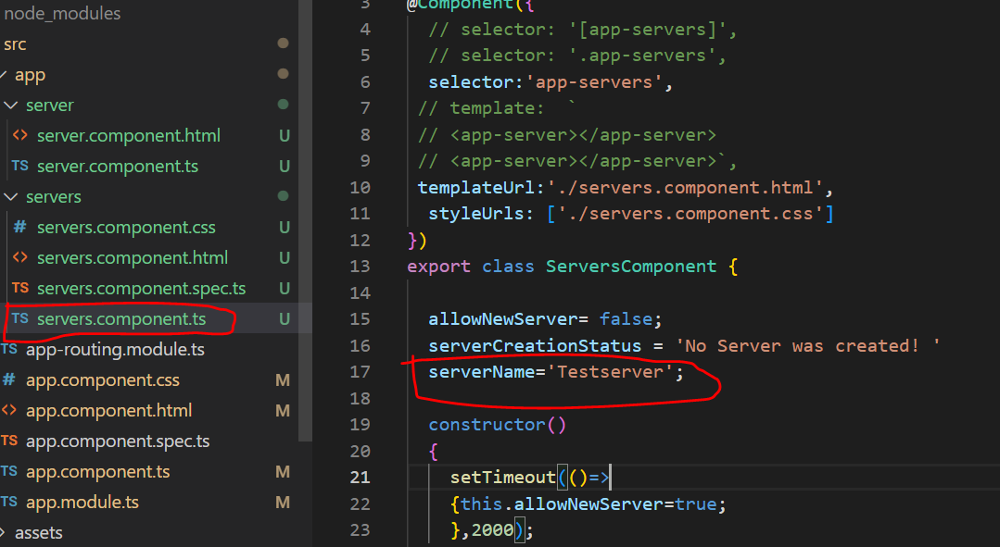 node_modules
src
app
server
<> server.component.html U
TS server.component.ts U
servers
# servers.component.css U
<> servers.component.html U
TS servers.component.spec.ts U
TS servers.component.ts U
TS app-routing.module.ts
# app.component.css M
<> app.component.html M
TS app.component.spec.ts
TS app.component.ts M
TS app.module.ts M
assets
3 @Component({
4 // selector: '[app-servers]',
5 // selector: '.app-servers',
6 selector:'app-servers',
7 // template: `
8 // <app-server></app-server>
9 // <app-server></app-server>`,
10 templateUrl:'./servers.component.html',
11 styleUrls: ['./servers.component.css']
12 })
13 export class ServersComponent {
14
15 allowNewServer= false;
16 serverCreationStatus = 'No Server was created! '
17 serverName='Testserver';
18
19 constructor()
20 {
21 setTimeout(()=>
22 {this.allowNewServer=true;
23 },2000);